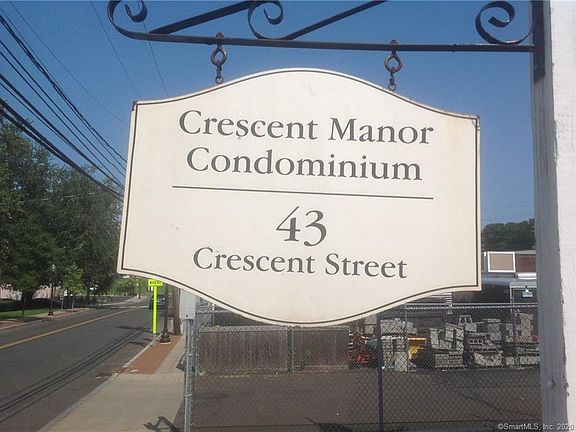 Crescent Manor
Condominium
43
Crescent Street
©SmartMLS, Inc. 2020